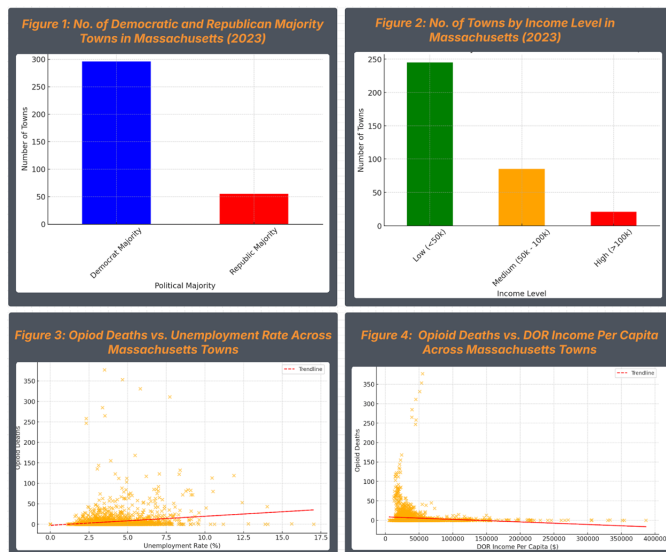 Figure 1: No. of Democratic and Republican Majority
Towns in Massachusetts (2023)
300
250
200
150
100
50
0
Number of Towns
Democrat Majority
Republic Majority
Political Majority
Figure 2: No. of Towns by Income Level in
Massachusetts (2023)
250
200
150
100
50
0
Number of Towns
Low (<50k)
Medium (50k - 100k)
High (>100k)
Income Level
Figure 3: Opiod Deaths vs. Unemployment Rate Across
Massachusetts Towns
Trendline
350
300
250
200
150
100
50
0
Opioid Deaths
0.0
2.5
5.0
7.5
10.0
12.5
15.0
17.5
Unemployment Rate (%)
Figure 4: Opioid Deaths vs. DOR Income Per Capita
Across Massachusetts Towns
Trendline
350
300
250
200
150
100
50
0
Opioid Deaths
0
50000
100000
150000
200000
250000
300000
350000
400000
DOR Income Per Capita ($)